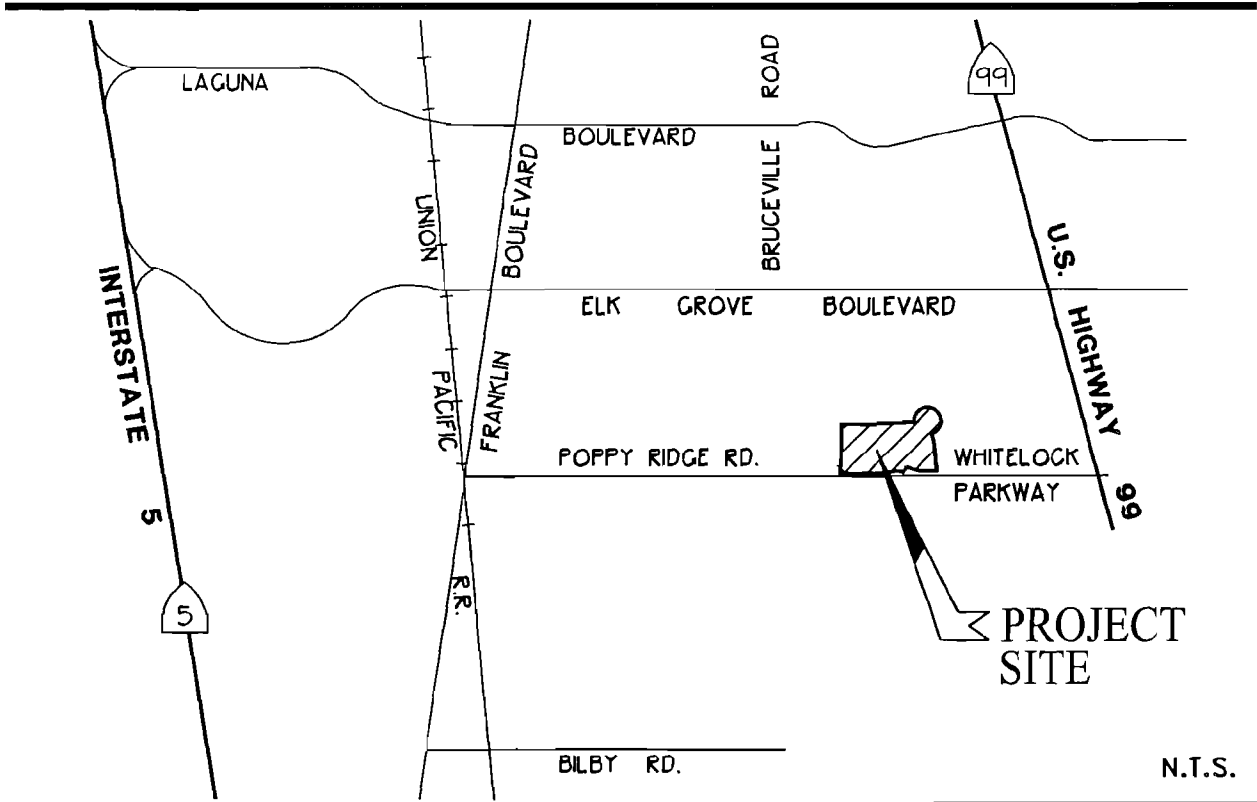 LAGUNA
BOULEVARD
BRUCEVILLE ROAD
99
UNION
PACIFIC
R.R.
FRANKLIN BOULEVARD
INTERSTATE 5
5
ELK GROVE BOULEVARD
U.S. HIGHWAY 99
POPPY RIDGE RD.
WHITELOCK
PARKWAY
PROJECT
SITE
BILBY RD.
N.T.S.